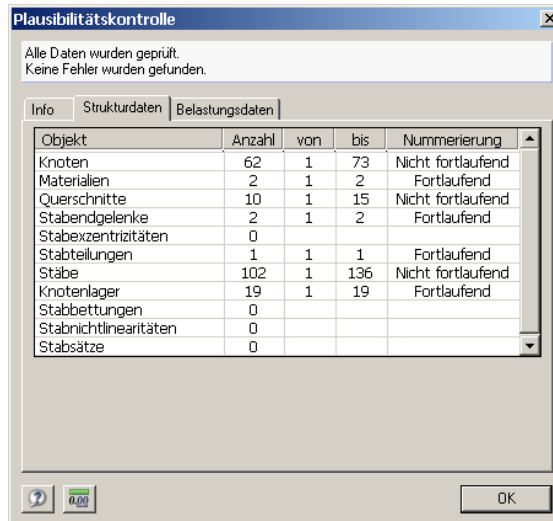 Plausibilitätskontrolle
Alle Daten wurden geprüft.
Keine Fehler wurden gefunden.
Info Strukturdaten Belastungsdaten
Objekt Anzahl von bis Nummerierung
Knoten 62 1 73 Nicht fortlaufend
Materialien 2 1 2 Fortlaufend
Querschnitte 10 1 15 Nicht fortlaufend
Stabendgelenke 2 1 2 Fortlaufend
Stabexzentrizitäten 0
Stabteilungen 1 1 1 Fortlaufend
Stäbe 102 1 136 Nicht fortlaufend
Knotenlager 19 1 19 Fortlaufend
Stabbettungen 0
Stabnichtlinearitäten 0
Stabsätze 0
0.00 OK